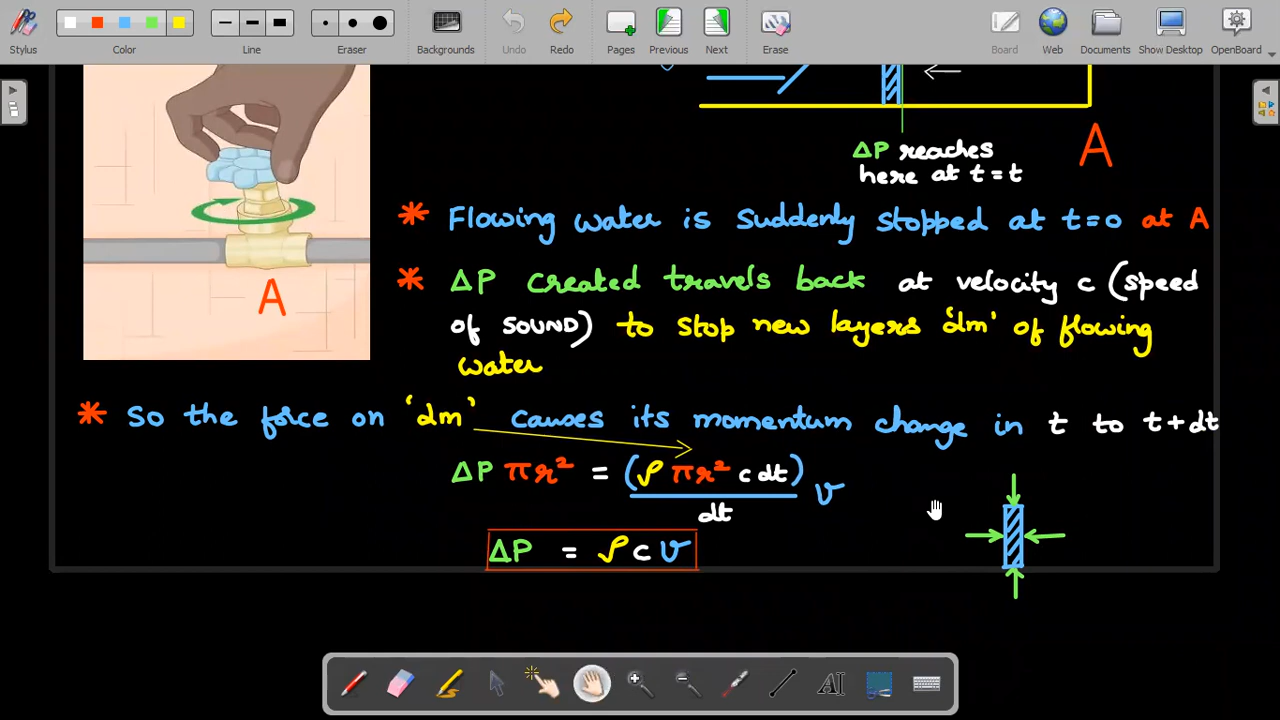 Stylus
Color
Line
Eraser
Backgrounds
Undo
Redo
Pages
Previous
Next
Erase
Board
Web
Documents
Show Desktop
OpenBoard
ΔP reaches
here at t = t
A
A
* Flowing water is suddenly stopped at t=0 at A
* ΔP created travels back at velocity c (speed
of SOUND) to stop new layers 'dm' of flowing
water
* So the force on 'dm' causes its momentum change in t to t+dt
ΔP πr² = (ρ πr² c dt) v
dt
ΔP = ρ c v
AI